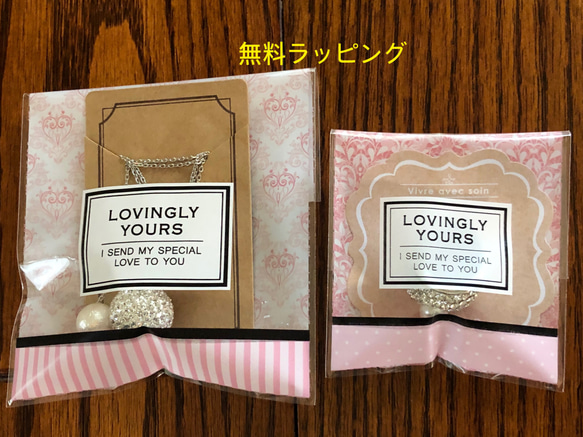 無料ラッピング
LOVINGLY
YOURS
I SEND MY SPECIAL
LOVE TO YOU
Vivre avec soin
LOVINGLY
YOURS
I SEND MY SPECIAL
LOVE TO YOU